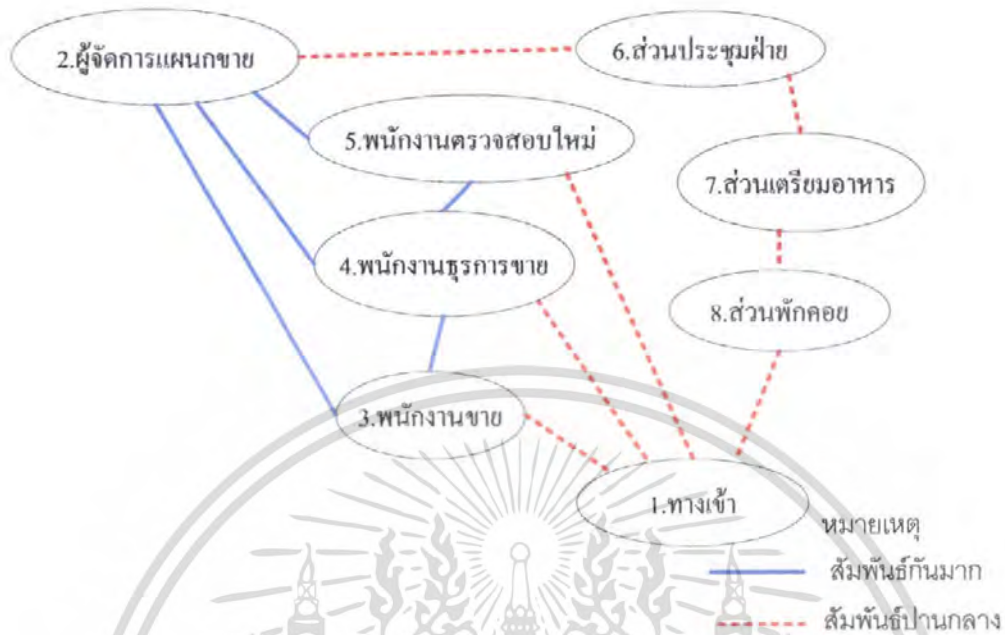 2.ผู้จัดการแผนกขาย
6.ส่วนประชุมฝ่าย
5.พนักงานตรวจสอบใหม่
7.ส่วนเตรียมอาหาร
4.พนักงานธุรการขาย
8.ส่วนพักคอย
3.พนักงานขาย
1.ทางเข้า
หมายเหตุ
สัมพันธ์กันมาก
สัมพันธ์ปานกลาง